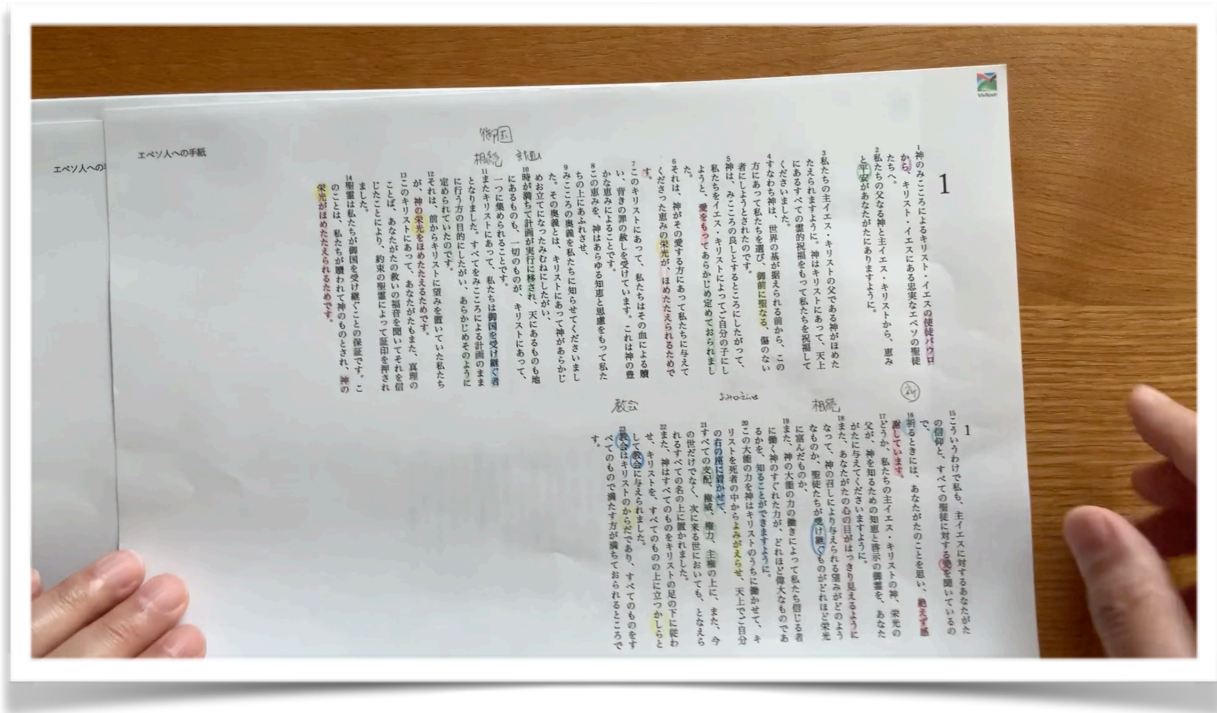 エペソ人への手紙
1
1神のみこころによるキリスト・イエスの使徒パウロ
から、キリスト・イエスにある忠実なエペソの聖徒
たちへ。
2私たちの父なる神と主イエス・キリストから、恵み
と平安があなたがたにありますように。
3私たちの主イエス・キリストの父である神がほめた
たえられますように。神はキリストにあって、天上
にあるすべての霊的祝福をもって私たちを祝福して
くださいました。
4すなわち神は、世界の基が据えられる前から、この
方にあって私たちを選び、御前に聖なる、傷のない
者にしようとされたのです。
5神は、みこころの良しとするところにしたがって、
私たちをイエス・キリストによってご自分の子にし
ようと、愛をもってあらかじめ定めておられまし
た。
6それは、神がその愛する方にあって私たちに与えて
くださった恵みの栄光が、ほめたたえられるためで
す。
7このキリストにあって、私たちはその血による贖
い、背きの罪の赦しを受けています。これは神の豊
かな恵みによることです。
8この恵みを、神はあらゆる知恵と思慮をもって私た
ちの上にあふれさせ、
9みこころの奥義を私たちに知らせてくださいまし
た。その奥義とは、キリストにあって神があらかじ
めお立てになったみむねにしたがい、
10時が満ちて計画が実行に移され、天にあるものも地
にあるものも、一切のものが、キリストにあって、
一つに集められることです。
11またキリストにあって、私たちは御国を受け継ぐ者
となりました。すべてをみこころによる計画のまま
に行う方の目的にしたがい、あらかじめそのように
定められていたのです。
12それは、前からキリストに望みを置いていた私たち
が、神の栄光をほめたたえるためです。
13このキリストにあって、あなたがたもまた、真理の
ことば、あなたがたの救いの福音を聞いてそれを信
じたことにより、約束の聖霊によって証印を押され
ました。
14聖霊は私たちが御国を受け継ぐことの保証です。こ
のことは、私たちが贖われて神のものとされ、神の
栄光がほめたたえられるためです。
計画
御国
相続
1
15こういうわけで私も、主イエスに対するあなたがた
の信仰と、すべての聖徒に対する愛を聞いているの
で、
16祈るときには、あなたがたのことを思い、絶えず感
謝しています。
17どうか、私たちの主イエス・キリストの神、栄光の
父が、神を知るための知恵と啓示の御霊を、あなた
がたに与えてくださいますように。
18また、あなたがたの心の目がはっきり見えるように
なって、神の召しにより与えられる望みがどのよう
なものか、聖徒たちが受け継ぐものがどれほど栄光
に富んだものか、
19また、神の大能の力の働きによって私たち信じる者
に働く神のすぐれた力が、どれほど偉大なものであ
るかを、知ることができますように。
20この大能の力を神はキリストのうちに働かせて、キ
リストを死者の中からよみがえらせ、天上でご自分
の右の座に着かせて、
21すべての支配、権威、権力、主権の上に、また、今
の世だけでなく、次に来る世においても、となえら
れるすべての名の上に置かれました。
22また、神はすべてのものをキリストの足の下に従わ
せ、キリストを、すべてのものの上に立つかしらと
して教会に与えられました。
23教会はキリストのからだであり、すべてのものをす
べてのもので満たす方が満ちておられるところで
す。
相続
教会
エペソ人への